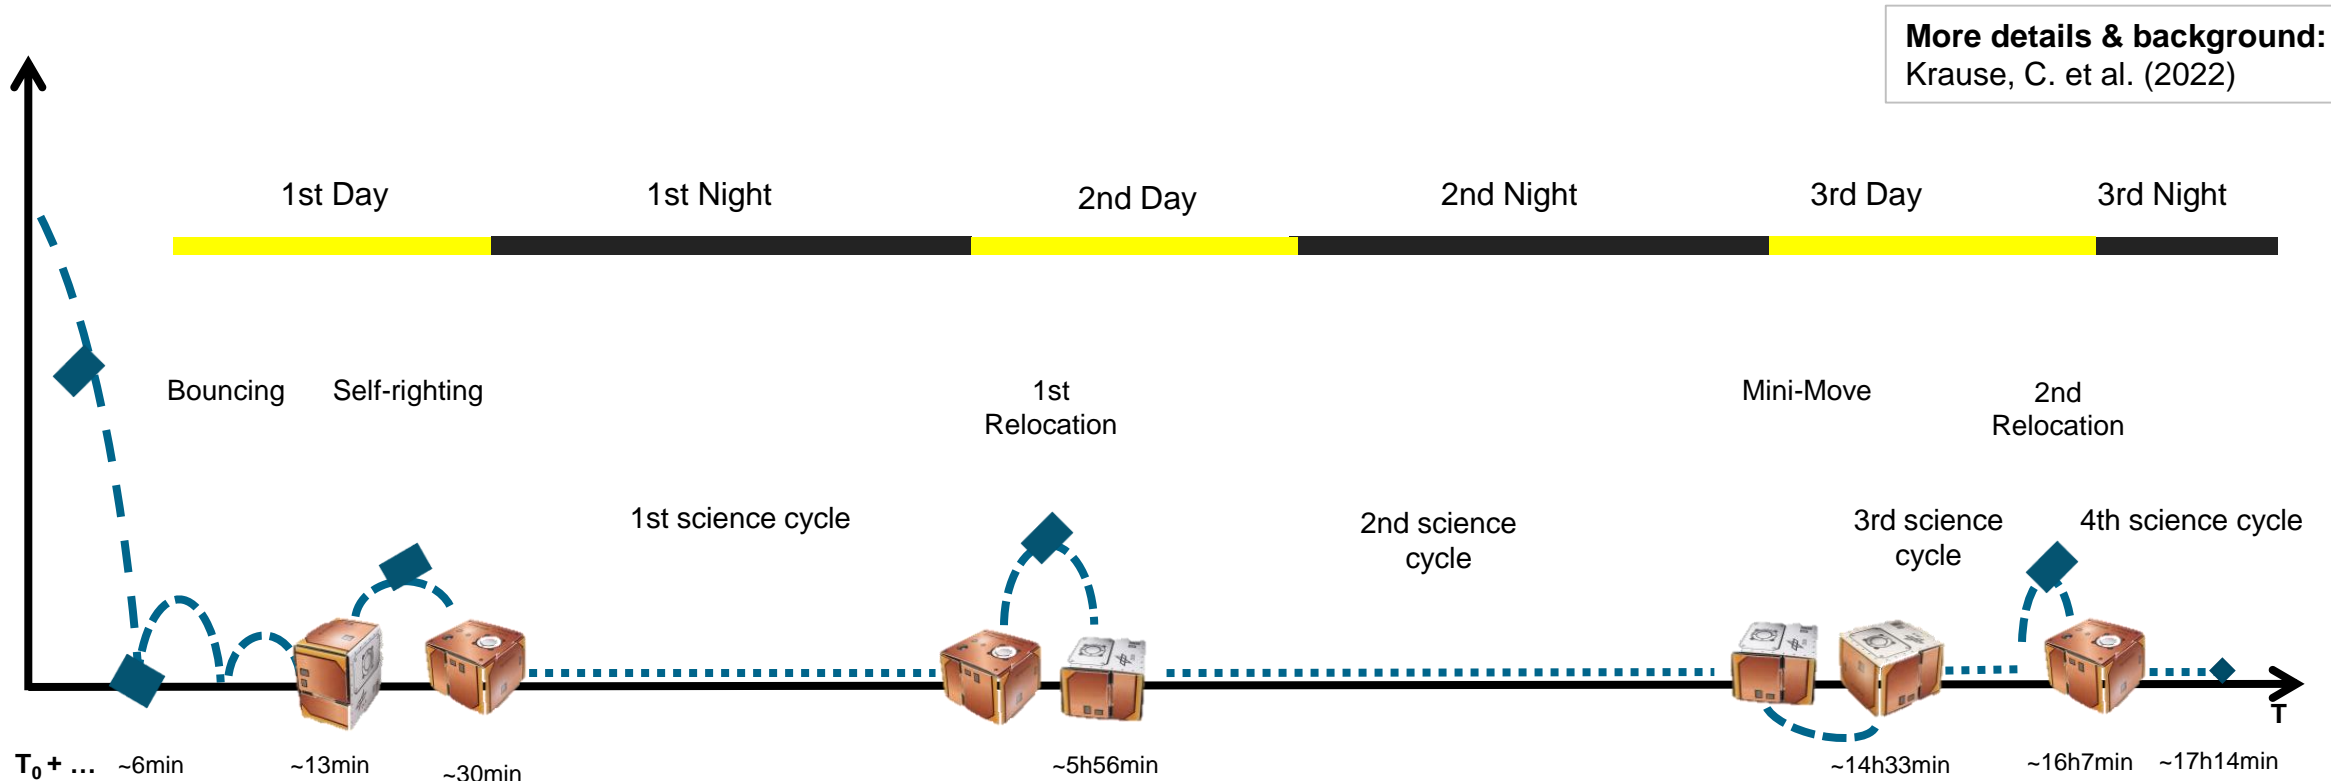 More details & background:
Krause, C. et al. (2022)
1st Day
1st Night
2nd Day
2nd Night
3rd Day
3rd Night
Bouncing
Self-righting
1st
Relocation
Mini-Move
2nd
Relocation
1st science cycle
2nd science
cycle
3rd science
cycle
4th science cycle
T
T0 + ...
~6min
~13min
~30min
~5h56min
~14h33min
~16h7min
~17h14min